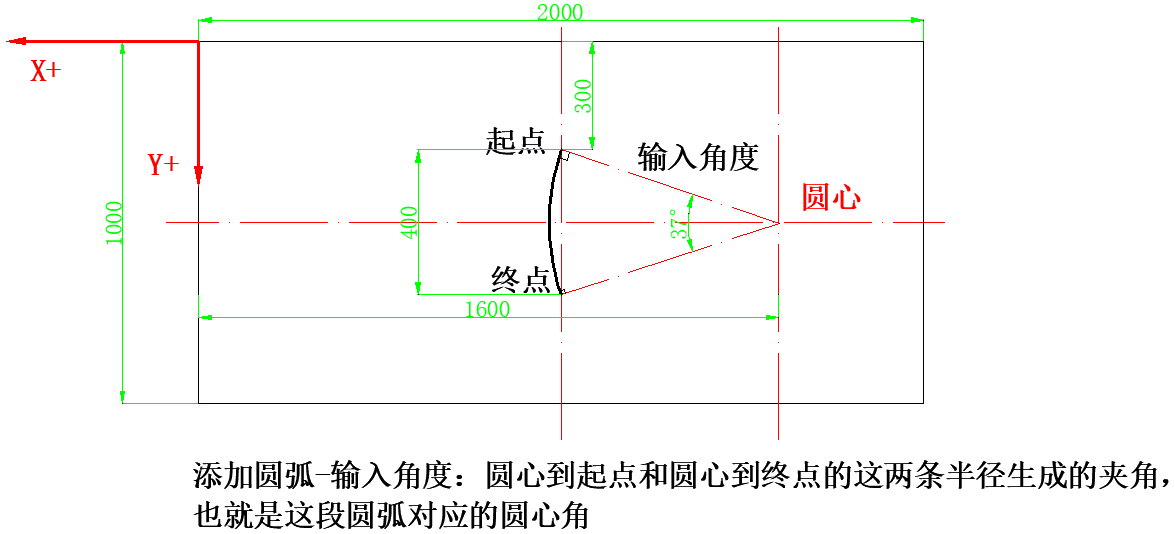 2000
X+
300
起点
输入角度
Y+
圆心
1000
400
37°
终点
1600
添加圆弧-输入角度：圆心到起点和圆心到终点的这两条半径生成的夹角，
也就是这段圆弧对应的圆心角